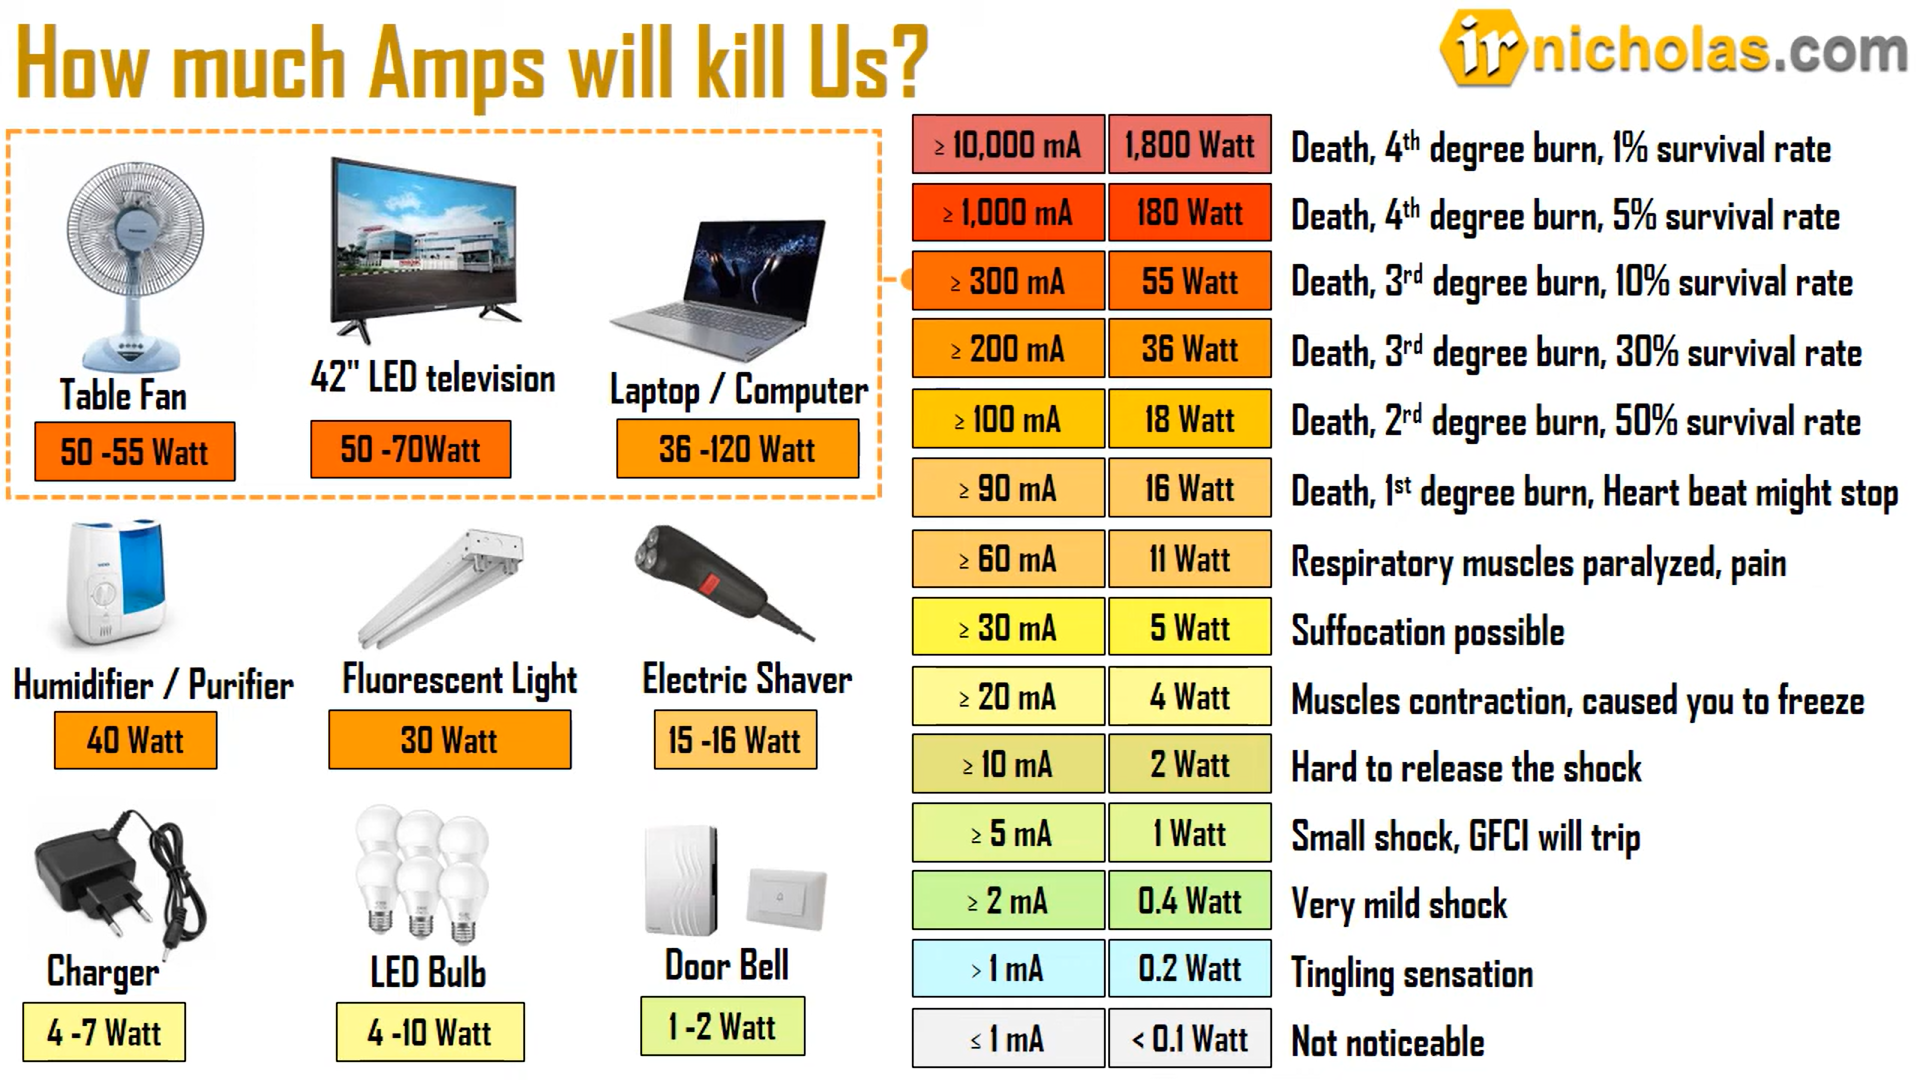 How much Amps will kill Us?
ir nicholas.com
Table Fan
50 -55 Watt
42" LED television
50 -70Watt
Laptop / Computer
36 -120 Watt
Humidifier / Purifier
40 Watt
Fluorescent Light
30 Watt
Electric Shaver
15 -16 Watt
Charger
4 -7 Watt
LED Bulb
4 -10 Watt
Door Bell
1 -2 Watt
≥ 10,000 mA 1,800 Watt Death, 4th degree burn, 1% survival rate
≥ 1,000 mA 180 Watt Death, 4th degree burn, 5% survival rate
≥ 300 mA 55 Watt Death, 3rd degree burn, 10% survival rate
≥ 200 mA 36 Watt Death, 3rd degree burn, 30% survival rate
≥ 100 mA 18 Watt Death, 2rd degree burn, 50% survival rate
≥ 90 mA 16 Watt Death, 1st degree burn, Heart beat might stop
≥ 60 mA 11 Watt Respiratory muscles paralyzed, pain
≥ 30 mA 5 Watt Suffocation possible
≥ 20 mA 4 Watt Muscles contraction, caused you to freeze
≥ 10 mA 2 Watt Hard to release the shock
≥ 5 mA 1 Watt Small shock, GFCI will trip
≥ 2 mA 0.4 Watt Very mild shock
> 1 mA 0.2 Watt Tingling sensation
≤ 1 mA < 0.1 Watt Not noticeable